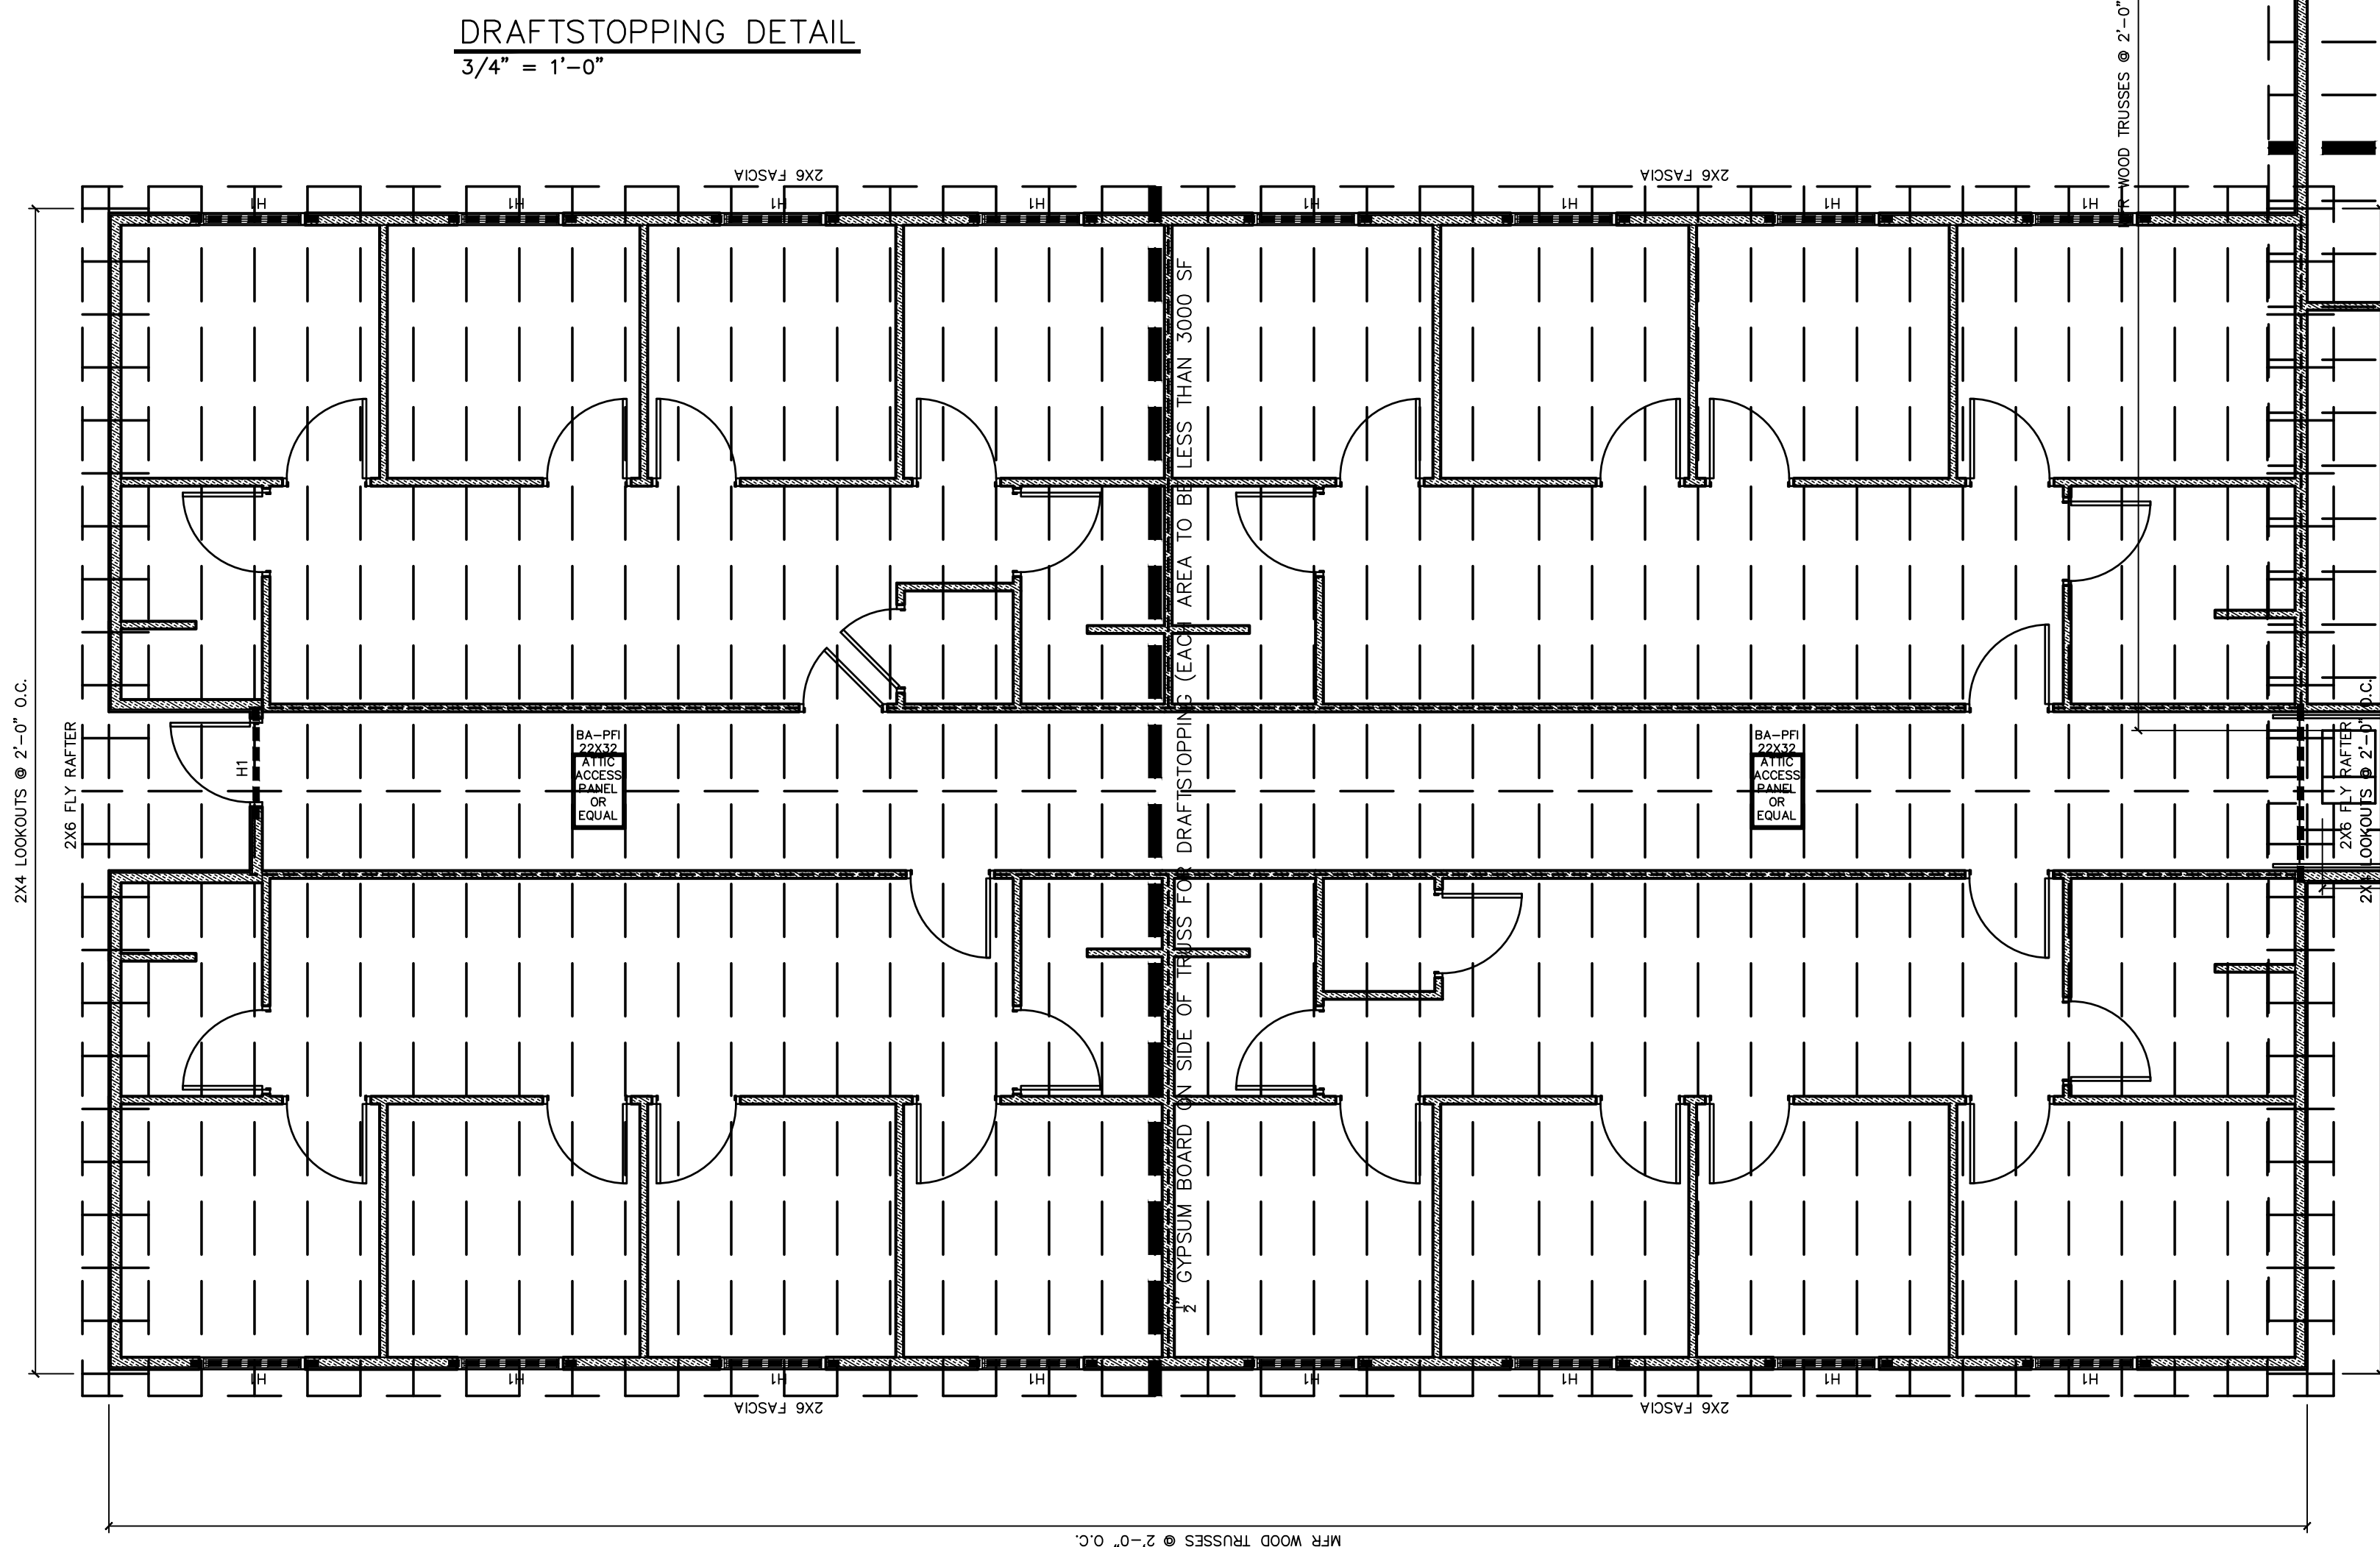 DRAFTSTOPPING DETAIL
3/4" = 1'-0"
2X6 FASCIA
2X6 FASCIA
H1
H1
H1
H1
H1
H1
H1
H1
WOOD TRUSSES @ 2'-0"
2X4 LOOKOUTS @ 2'-0" O.C.
2X6 FLY RAFTER
H1
BA-PFI
22X32
ATTIC
ACCESS
PANEL
OR
EQUAL
1/2" GYPSUM BOARD ON SIDE OF TRUSS FOR DRAFTSTOPPING (EACH AREA TO BE LESS THAN 3000 SF
BA-PFI
22X32
ATTIC
ACCESS
PANEL
OR
EQUAL
2X6 FLY RAFTER
2X4 LOOKOUTS @ 2'-0" O.C.
H1
H1
H1
H1
H1
H1
H1
H1
2X6 FASCIA
2X6 FASCIA
MFR WOOD TRUSSES @ 2'-0" O.C.